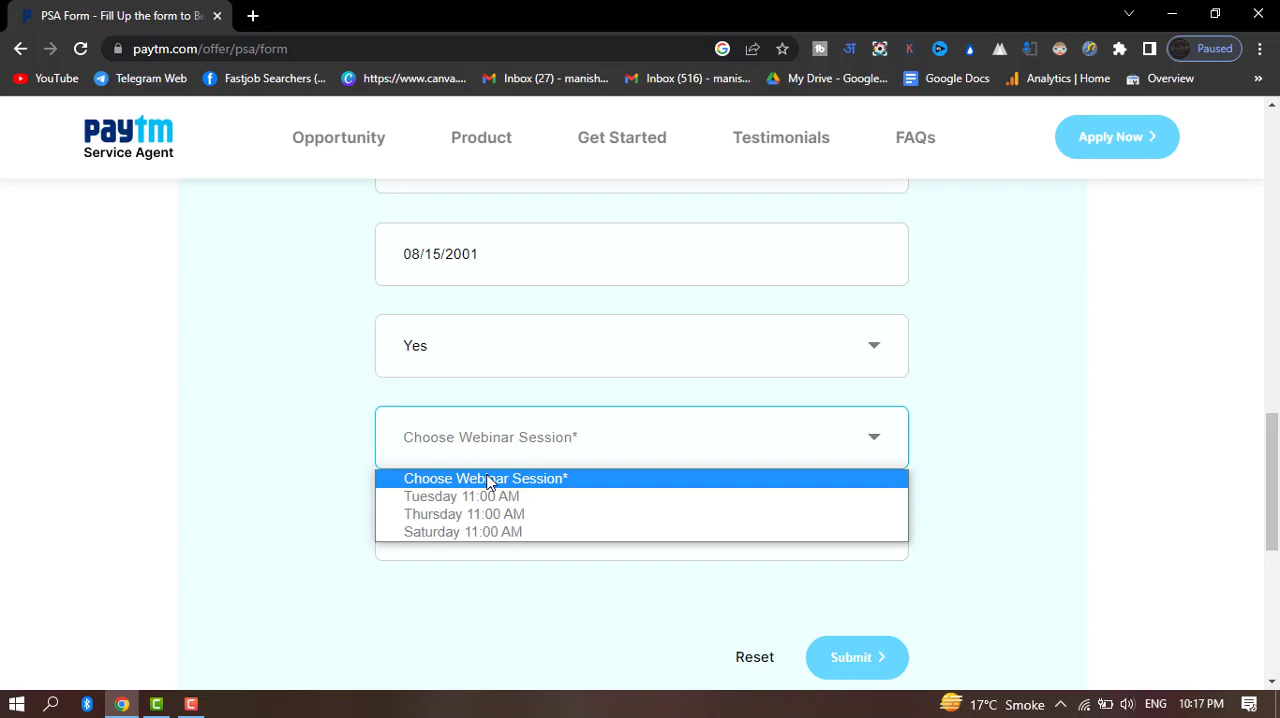 PSA Form - Fill Up the form to Be
paytm.com/offer/psa/form
Paused
YouTube
Telegram Web
Fastjob Searchers (...
https://www.canva...
Inbox (27) - manish...
Inbox (516) - manis...
My Drive - Google...
Google Docs
Analytics | Home
Overview
»
paytm
Service Agent
Opportunity
Product
Get Started
Testimonials
FAQs
Apply Now
08/15/2001
Yes
Choose Webinar Session*
Choose Webinar Session*
Tuesday 11:00 AM
Thursday 11:00 AM
Saturday 11:00 AM
Reset
Submit
17°C Smoke
ENG
10:17 PM